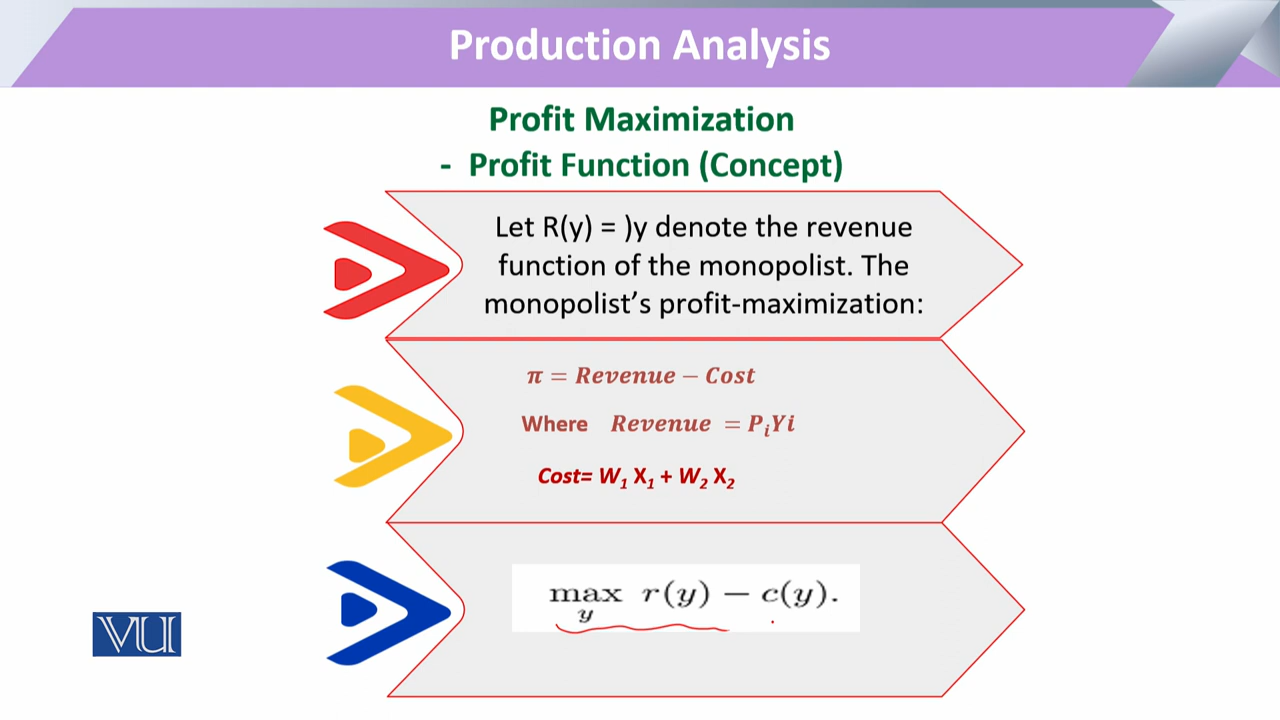 Production Analysis
Profit Maximization
- Profit Function (Concept)
Let R(y) = )y denote the revenue
function of the monopolist. The
monopolist’s profit-maximization:
π = Revenue − Cost
Where Revenue = PᵢYi
Cost= W₁ X₁ + W₂ X₂
max r(y) − c(y).
y
VU